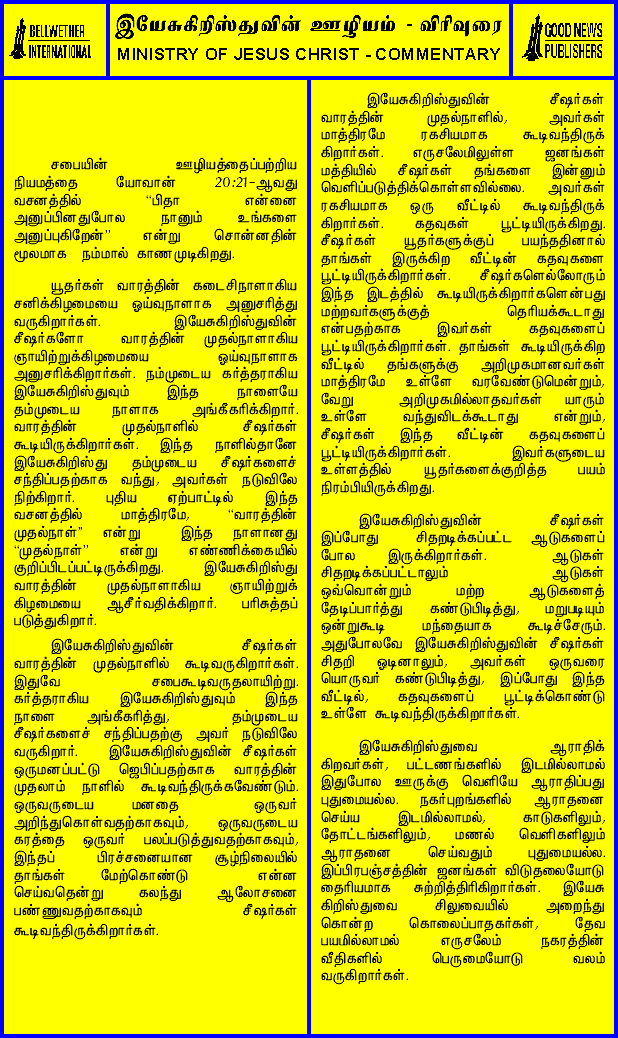 BELLWETHER
INTERNATIONAL
இயேசுகிறிஸ்துவின் ஊழியம் - விரிவுரை
MINISTRY OF JESUS CHRIST - COMMENTARY
GOOD NEWS
PUBLISHERS
சபையின் ஊழியத்தைப்பற்றிய
நியமத்தை யோவான் 20:21-ஆவது
வசனத்தில் “பிதா என்னை
அனுப்பினதுபோல நானும் உங்களை
அனுப்புகிறேன்” என்று சொன்னதின்
மூலமாக நம்மால் காணமுடிகிறது.
யூதர்கள் வாரத்தின் கடைசிநாளாகிய
சனிக்கிழமையை ஓய்வுநாளாக அனுசரித்து
வருகிறார்கள். இயேசுகிறிஸ்துவின்
சீஷர்களோ வாரத்தின் முதல்நாளாகிய
ஞாயிற்றுக்கிழமையை ஓய்வுநாளாக
அனுசரிக்கிறார்கள். நம்முடைய கர்த்தராகிய
இயேசுகிறிஸ்துவும் இந்த நாளையே
தம்முடைய நாளாக அங்கீகரிக்கிறார்.
வாரத்தின் முதல்நாளில் சீஷர்கள்
கூடியிருக்கிறார்கள். இந்த நாளில்தானே
இயேசுகிறிஸ்து தம்முடைய சீஷர்களைச்
சந்திப்பதற்காக வந்து, அவர்கள் நடுவிலே
நிற்கிறார். புதிய ஏற்பாட்டில் இந்த
வசனத்தில் மாத்திரமே, “வாரத்தின்
முதல்நாள்” என்று இந்த நாளானது
“முதல்நாள்” என்று எண்ணிக்கையில்
குறிப்பிடப்பட்டிருக்கிறது. இயேசுகிறிஸ்து
வாரத்தின் முதல்நாளாகிய ஞாயிற்றுக்
கிழமையை ஆசீர்வதிக்கிறார். பரிசுத்தப்
படுத்துகிறார்.
இயேசுகிறிஸ்துவின் சீஷர்கள்
வாரத்தின் முதல்நாளில் கூடிவருகிறார்கள்.
இதுவே சபைகூடிவருதலாயிற்று.
கர்த்தராகிய இயேசுகிறிஸ்துவும் இந்த
நாளை அங்கீகரித்து, தம்முடைய
சீஷர்களைச் சந்திப்பதற்கு அவர் நடுவிலே
வருகிறார். இயேசுகிறிஸ்துவின் சீஷர்கள்
ஒருமனப்பட்டு ஜெபிப்பதற்காக வாரத்தின்
முதலாம் நாளில் கூடிவந்திருக்கவேண்டும்.
ஒருவருடைய மனதை ஒருவர்
அறிந்துகொள்வதற்காகவும், ஒருவருடைய
கரத்தை ஒருவர் பலப்படுத்துவதற்காகவும்,
இந்தப் பிரச்சனையான சூழ்நிலையில்
தாங்கள் மேற்கொண்டு என்ன
செய்வதென்று கலந்து ஆலோசனை
பண்ணுவதற்காகவும் சீஷர்கள்
கூடிவந்திருக்கிறார்கள்.
இயேசுகிறிஸ்துவின் சீஷர்கள்
வாரத்தின் முதல்நாளில், அவர்கள்
மாத்திரமே ரகசியமாக கூடிவந்திருக்
கிறார்கள். எருசலேமிலுள்ள ஜனங்கள்
மத்தியில் சீஷர்கள் தங்களை இன்னும்
வெளிப்படுத்திக்கொள்ளவில்லை. அவர்கள்
ரகசியமாக ஒரு வீட்டில் கூடிவந்திருக்
கிறார்கள். கதவுகள் பூட்டியிருக்கிறது.
சீஷர்கள் யூதர்களுக்குப் பயந்ததினால்
தாங்கள் இருக்கிற வீட்டின் கதவுகளை
பூட்டியிருக்கிறார்கள். சீஷர்களெல்லோரும்
இந்த இடத்தில் கூடியிருக்கிறார்களென்பது
மற்றவர்களுக்குத் தெரியக்கூடாது
என்பதற்காக இவர்கள் கதவுகளைப்
பூட்டியிருக்கிறார்கள். தாங்கள் கூடியிருக்கிற
வீட்டில் தங்களுக்கு அறிமுகமானவர்கள்
மாத்திரமே உள்ளே வரவேண்டுமென்றும்,
வேறு அறிமுகமில்லாதவர்கள் யாரும்
உள்ளே வந்துவிடக்கூடாது என்றும்,
சீஷர்கள் இந்த வீட்டின் கதவுகளைப்
பூட்டியிருக்கிறார்கள். இவர்களுடைய
உள்ளத்தில் யூதர்களைக்குறித்த பயம்
நிரம்பியிருக்கிறது.
இயேசுகிறிஸ்துவின் சீஷர்கள்
இப்போது சிதறடிக்கப்பட்ட ஆடுகளைப்
போல இருக்கிறார்கள். ஆடுகள்
சிதறடிக்கப்பட்டாலும் ஆடுகள்
ஒவ்வொன்றும் மற்ற ஆடுகளைத்
தேடிப்பார்த்து கண்டுபிடித்து, மறுபடியும்
ஒன்றுகூடி மந்தையாக கூடிச்சேரும்.
அதுபோலவே இயேசுகிறிஸ்துவின் சீஷர்கள்
சிதறி ஓடினாலும், அவர்கள் ஒருவரை
யொருவர் கண்டுபிடித்து, இப்போது இந்த
வீட்டில், கதவுகளைப் பூட்டிக்கொண்டு
உள்ளே கூடிவந்திருக்கிறார்கள்.
இயேசுகிறிஸ்துவை ஆராதிக்
கிறவர்கள், பட்டணங்களில் இடமில்லாமல்
இதுபோல ஊருக்கு வெளியே ஆராதிப்பது
புதுமையல்ல. நகர்புறங்களில் ஆராதனை
செய்ய இடமில்லாமல், காடுகளிலும்,
தோட்டங்களிலும், மணல் வெளிகளிலும்
ஆராதனை செய்வதும் புதுமையல்ல.
இப்பிரபஞ்சத்தின் ஜனங்கள் விடுதலையோடு
தைரியமாக சுற்றித்திரிகிறார்கள். இயேசு
கிறிஸ்துவை சிலுவையில் அறைந்து
கொன்ற கொலைப்பாதகர்கள், தேவ
பயமில்லாமல் எருசலேம் நகரத்தின்
வீதிகளில் பெருமையோடு வலம்
வருகிறார்கள்.